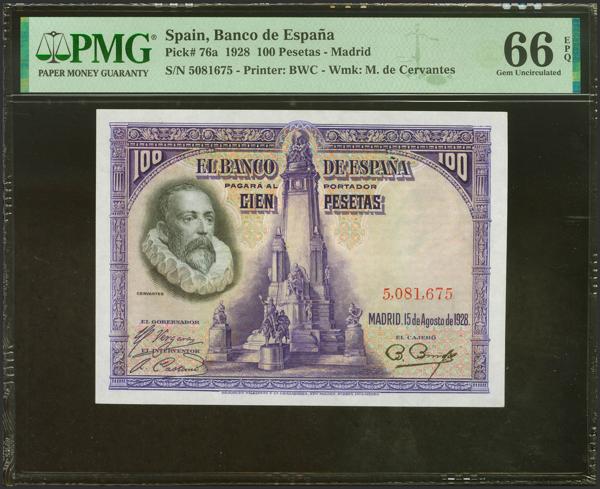 PMG
PAPER MONEY GUARANTY
Spain, Banco de España
Pick# 76a 1928 100 Pesetas - Madrid
S/N 5081675 - Printer: BWC - Wmk: M. de Cervantes
66 EPQ
Gem Uncirculated
100 100
EL BANCO DE ESPAÑA
PAGARÁ AL PORTADOR
CIEN PESETAS
CERVANTES
5,081,675
MADRID, 15 de Agosto de 1928.
EL GOBERNADOR
EL CAJERO
EL INTERVENTOR